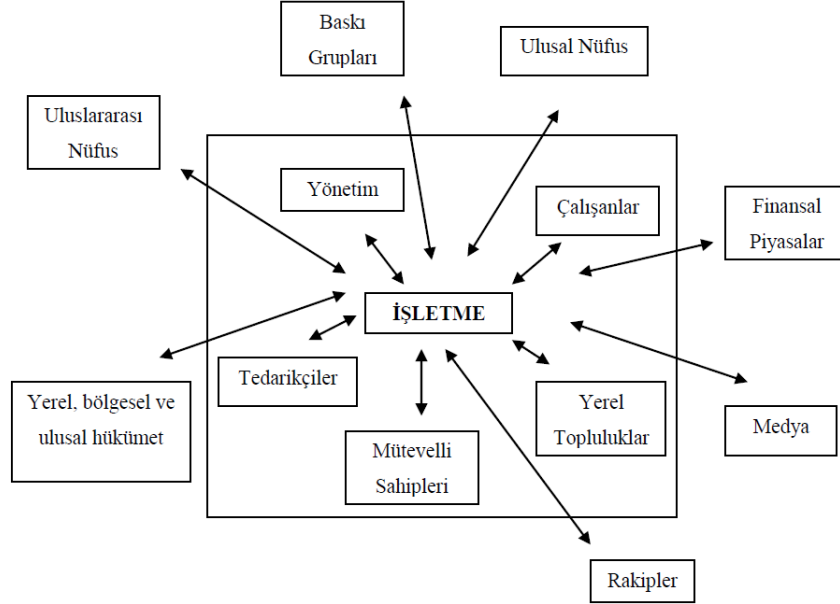 Baskı
Grupları
Ulusal Nüfus
Uluslararası
Nüfus
Yönetim
Çalışanlar
Finansal
Piyasalar
İŞLETME
Tedarikçiler
Yerel, bölgesel ve
ulusal hükümet
Mütevelli
Sahipleri
Yerel
Topluluklar
Medya
Rakipler